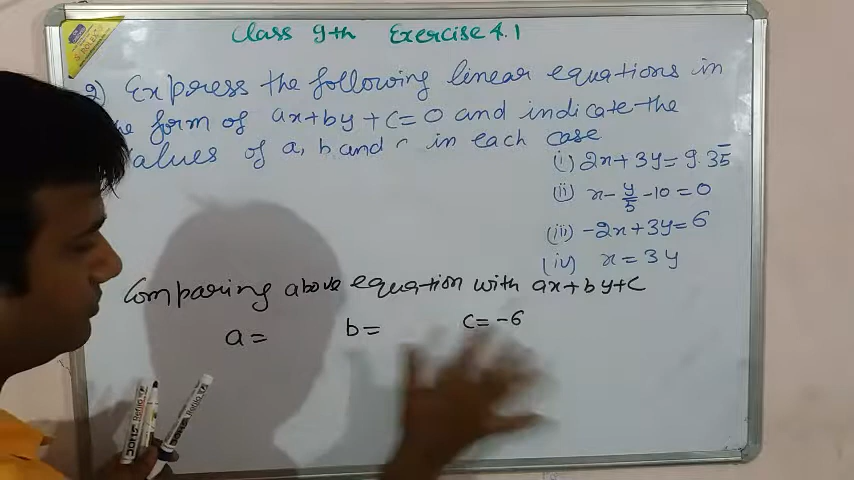 Class 9th Exercise 4.1
2) Express the following linear equations in
form of ax+by+c=0 and indicate the
values of a, b and c in each case
(i) 2x+3y=9.35̅
(ii) x-y/5-10=0
(iii) -2x+3y=6
(iv) x=3y
Comparing above equation with ax+by+c
a= b= c=-6